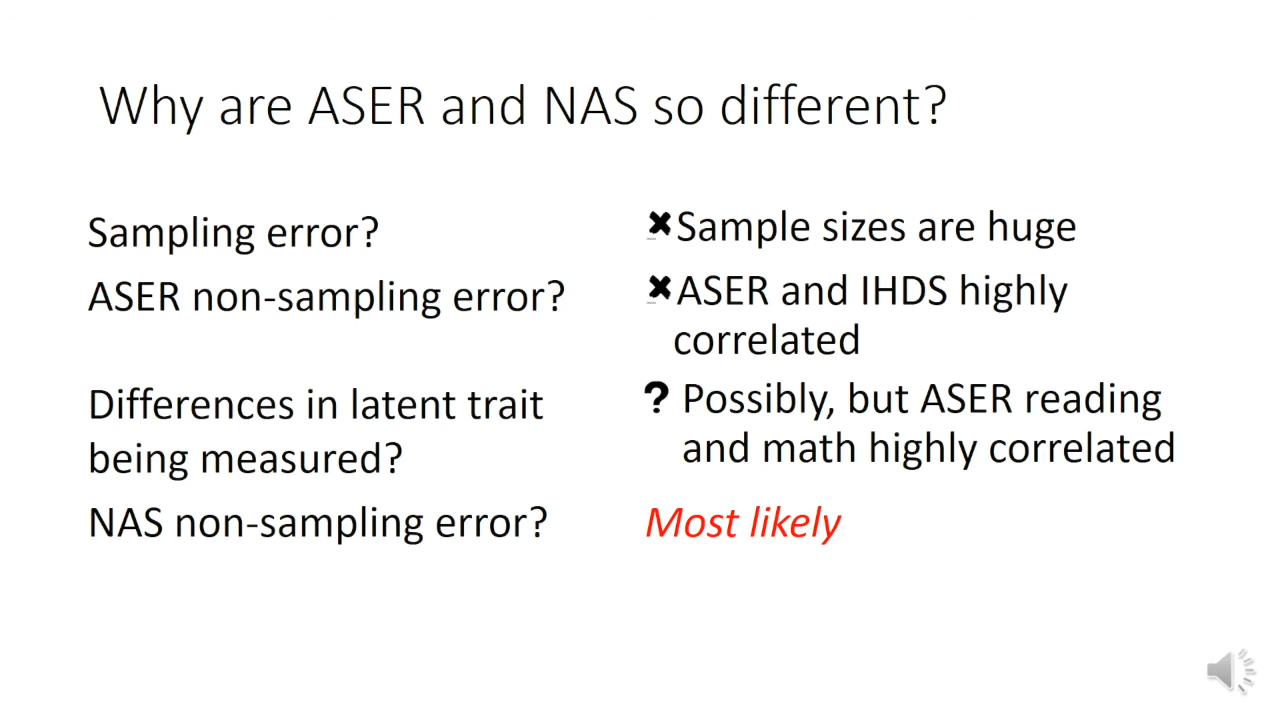 Why are ASER and NAS so different?
Sampling error?
✖Sample sizes are huge
ASER non-sampling error?
✖ASER and IHDS highly
correlated
Differences in latent trait
being measured?
? Possibly, but ASER reading
and math highly correlated
NAS non-sampling error?
Most likely